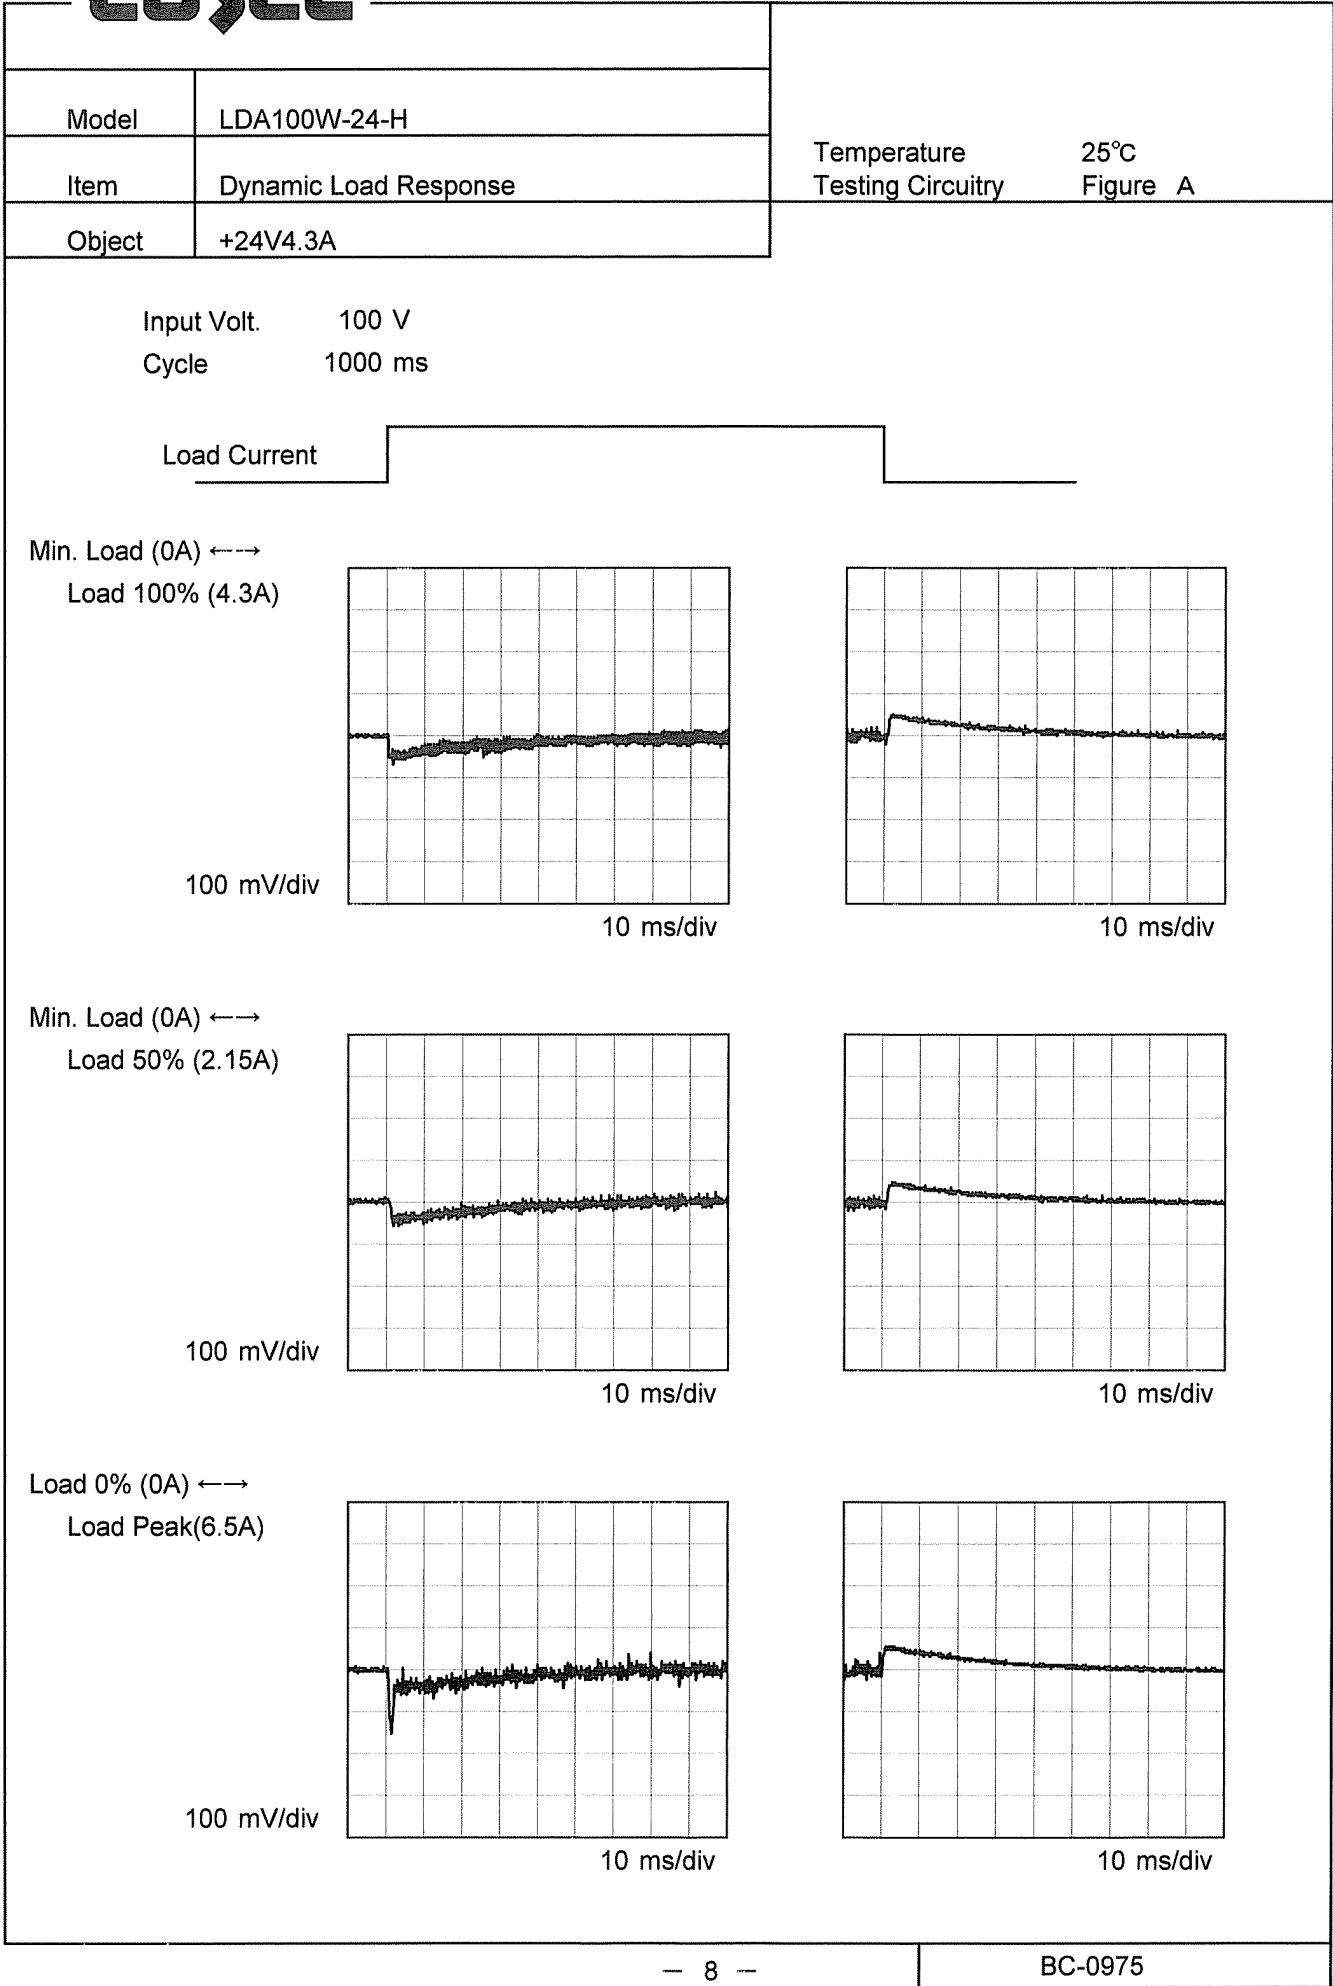 Model LDA100W-24-H
Item Dynamic Load Response
Object +24V4.3A
Temperature 25℃
Testing Circuitry Figure A
Input Volt. 100 V
Cycle 1000 ms
Load Current
Min. Load (0A) ←→
Load 100% (4.3A)
100 mV/div
10 ms/div 10 ms/div
Min. Load (0A) ←→
Load 50% (2.15A)
100 mV/div
10 ms/div 10 ms/div
Load 0% (0A) ←→
Load Peak(6.5A)
100 mV/div
10 ms/div 10 ms/div
— 8 — BC-0975